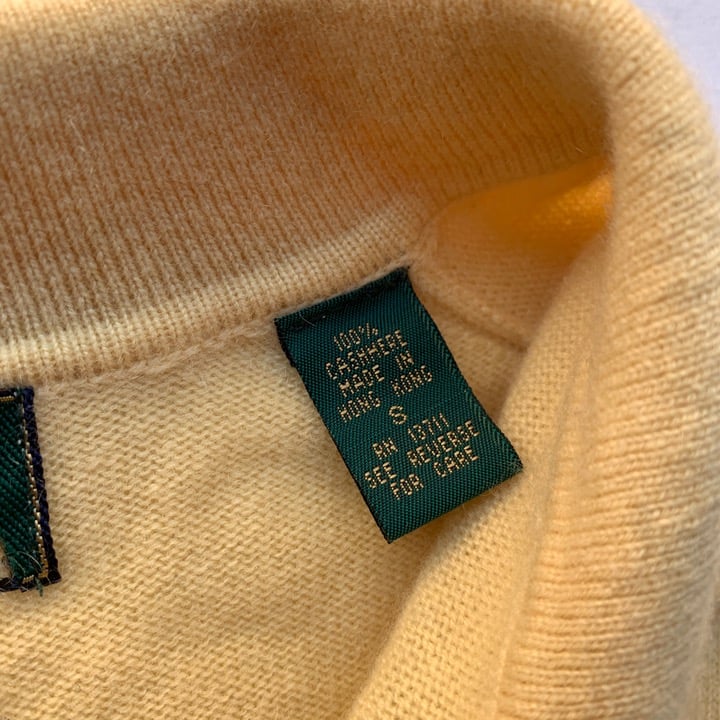 100%
CASHMERE
MADE IN
HONG KONG
S
RN 13711
SEE REVERSE
FOR CARE